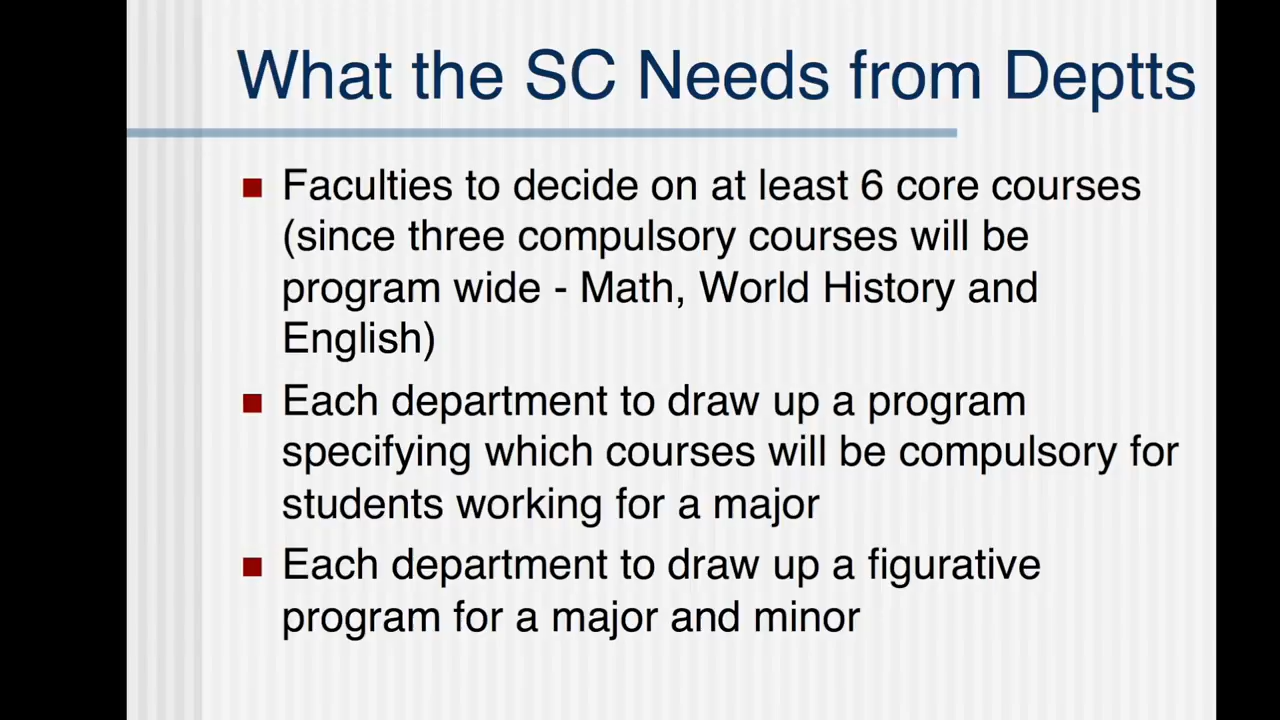 What the SC Needs from Deptts
Faculties to decide on at least 6 core courses
(since three compulsory courses will be
program wide - Math, World History and
English)
Each department to draw up a program
specifying which courses will be compulsory for
students working for a major
Each department to draw up a figurative
program for a major and minor